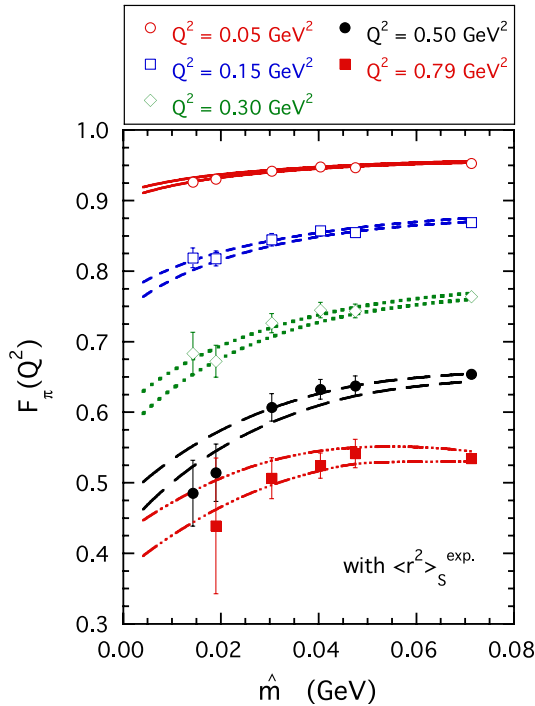 Q² = 0.05 GeV²
Q² = 0.15 GeV²
Q² = 0.30 GeV²
Q² = 0.50 GeV²
Q² = 0.79 GeV²
1.0
0.9
0.8
0.7
0.6
0.5
0.4
0.3
F_π(Q²)
with <r²>_S^exp.
0.00 0.02 0.04 0.06 0.08
m̂ (GeV)